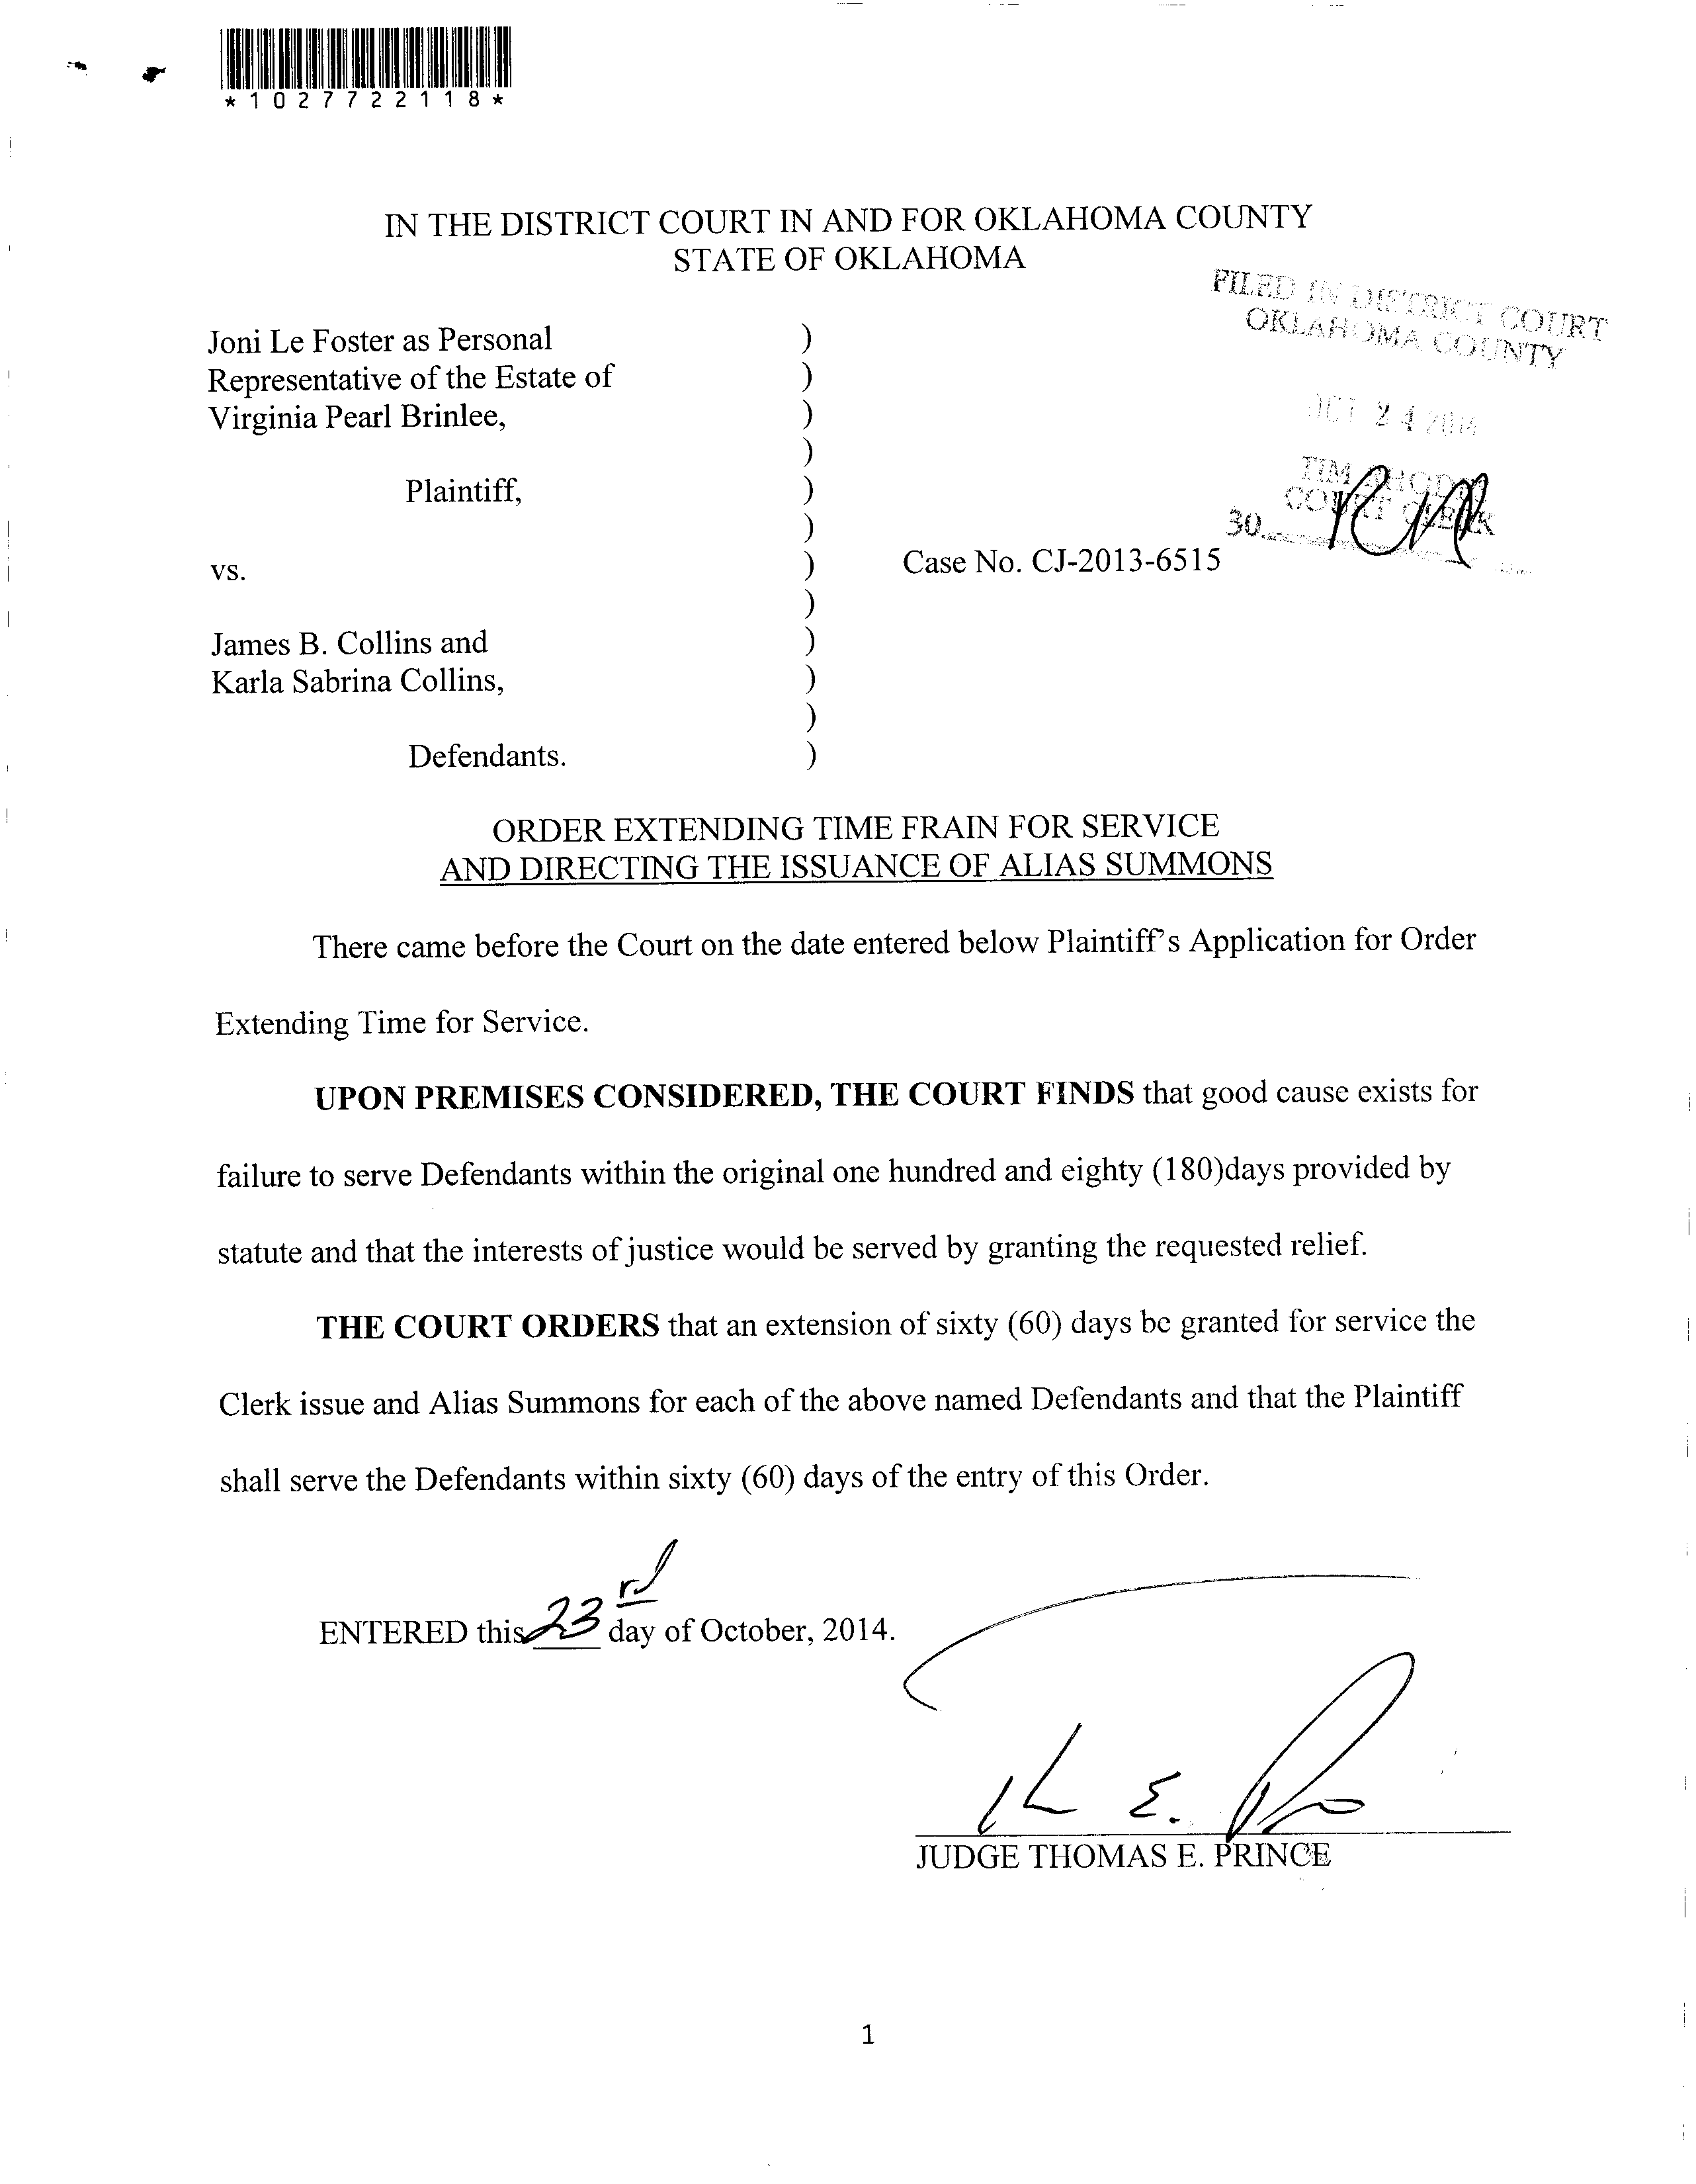 *1027722118*
IN THE DISTRICT COURT IN AND FOR OKLAHOMA COUNTY
STATE OF OKLAHOMA
FILED IN DISTRICT COURT
OKLAHOMA COUNTY
Joni Le Foster as Personal )
Representative of the Estate of )
Virginia Pearl Brinlee, )
OCT 24 2014
)
Plaintiff, )
TIM
COURT CLERK
30.
)
vs. ) Case No. CJ-2013-6515
)
James B. Collins and )
Karla Sabrina Collins, )
)
Defendants. )
ORDER EXTENDING TIME FRAIN FOR SERVICE
AND DIRECTING THE ISSUANCE OF ALIAS SUMMONS
There came before the Court on the date entered below Plaintiff's Application for Order
Extending Time for Service.
UPON PREMISES CONSIDERED, THE COURT FINDS that good cause exists for
failure to serve Defendants within the original one hundred and eighty (180)days provided by
statute and that the interests of justice would be served by granting the requested relief.
THE COURT ORDERS that an extension of sixty (60) days be granted for service the
Clerk issue and Alias Summons for each of the above named Defendants and that the Plaintiff
shall serve the Defendants within sixty (60) days of the entry of this Order.
ENTERED this 23rd day of October, 2014.
JUDGE THOMAS E. PRINCE
1